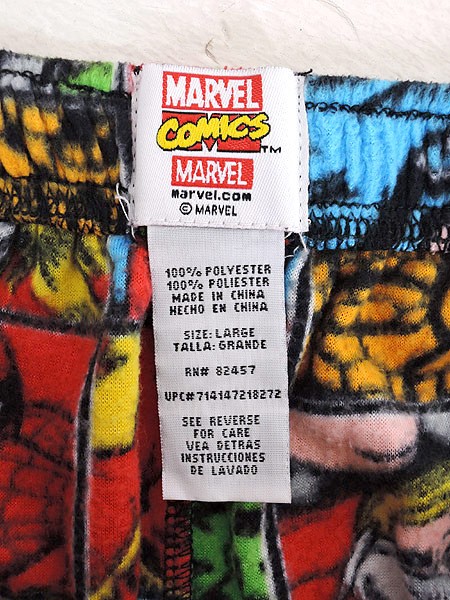 MARVEL
COMICS™
MARVEL
marvel.com
© MARVEL
100% POLYESTER
100% POLIESTER
MADE IN CHINA
HECHO EN CHINA
SIZE: LARGE
TALLA: GRANDE
RN# 82457
UPC#714147218272
SEE REVERSE
FOR CARE
VEA DETRAS
INSTRUCCIONES
DE LAVADO